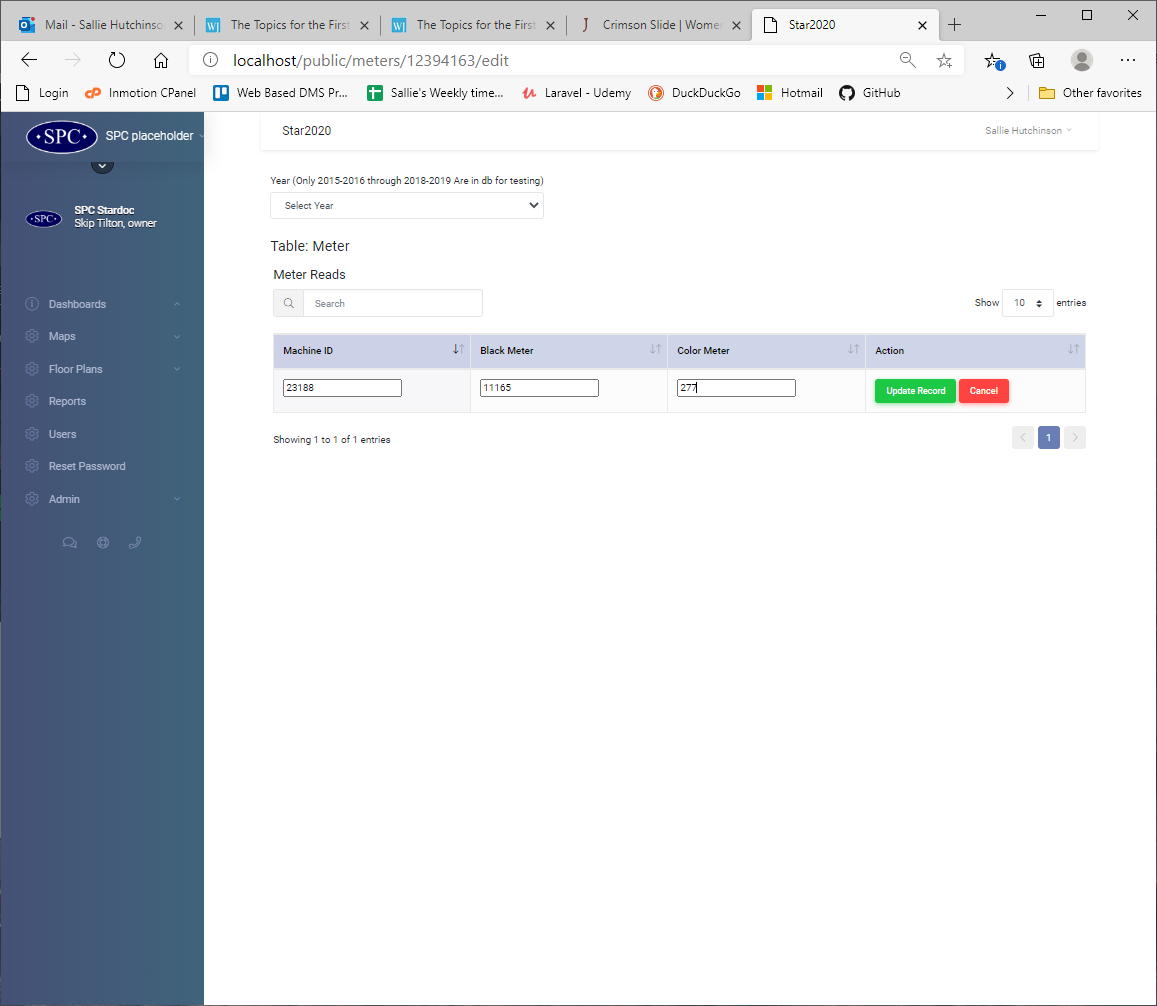 Mail - Sallie Hutchinso
The Topics for the First
The Topics for the First
Crimson Slide | Women
Star2020
localhost/public/meters/12394163/edit
Login
Inmotion CPanel
Web Based DMS Pr...
Sallie's Weekly time...
Laravel - Udemy
DuckDuckGo
Hotmail
GitHub
Other favorites
SPC
SPC placeholder
Star2020
Sallie Hutchinson
Year (Only 2015-2016 through 2018-2019 Are in db for testing)
Select Year
SPC
SPC Stardoc
Skip Tilton, owner
Table: Meter
Meter Reads
Search
Show 10 entries
Dashboards
Maps
Floor Plans
Reports
Users
Reset Password
Admin
Machine ID
Black Meter
Color Meter
Action
23188
11165
277
Update Record
Cancel
Showing 1 to 1 of 1 entries
1